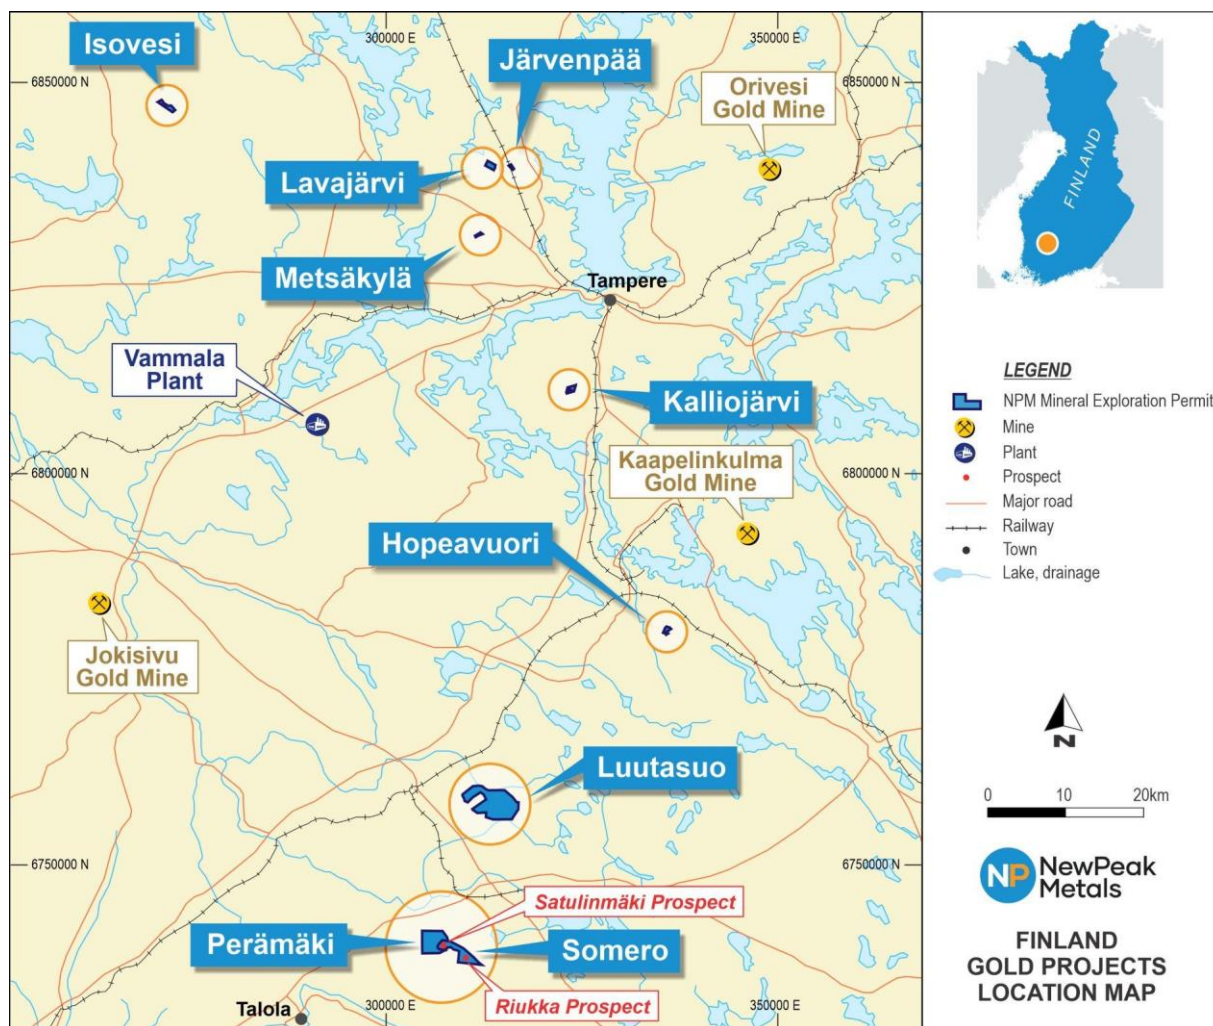 300000 E
350000 E
Isovesi
Järvenpää
6850000 N
6850000 N
Orivesi
Gold Mine
Lavajärvi
Metsäkylä
Tampere
Vammala
Plant
Kalliojärvi
Kaapelinkulma
Gold Mine
6800000 N
6800000 N
Hopeavuori
Jokisivu
Gold Mine
Luutasuo
6750000 N
6750000 N
Satulinmäki Prospect
Perämäki
Somero
Riukka Prospect
Talola
300000 E
350000 E
FINLAND
LEGEND
NPM Mineral Exploration Permit
Mine
Plant
Prospect
Major road
Railway
Town
Lake, drainage
N
0 10 20km
NP NewPeak
Metals
FINLAND
GOLD PROJECTS
LOCATION MAP